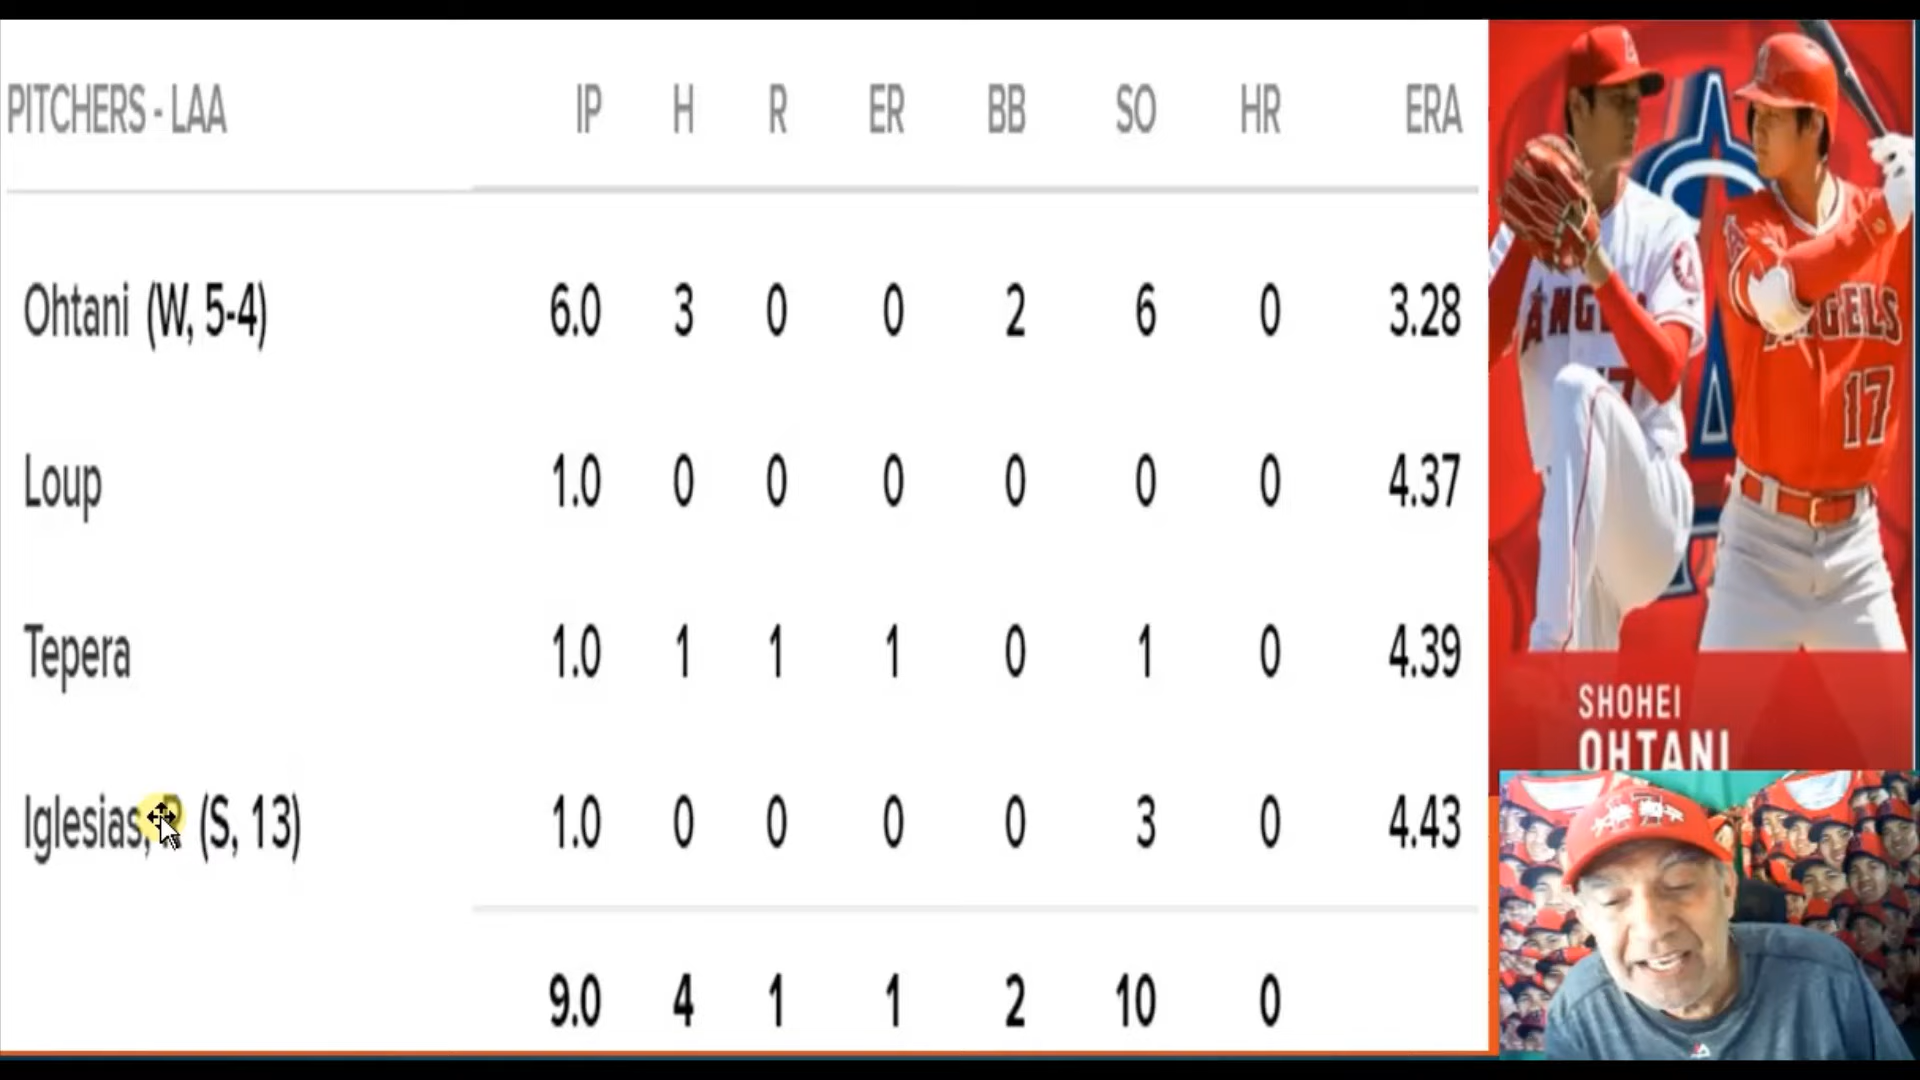 PITCHERS - LAA IP H R ER BB SO HR ERA
Ohtani (W, 5-4) 6.0 3 0 0 2 6 0 3.28
Loup 1.0 0 0 0 0 0 0 4.37
Tepera 1.0 1 1 1 0 1 0 4.39
Iglesias, R (S, 13) 1.0 0 0 0 0 3 0 4.43
9.0 4 1 1 2 10 0
ANGELS
17
SHOHEI
OHTANI